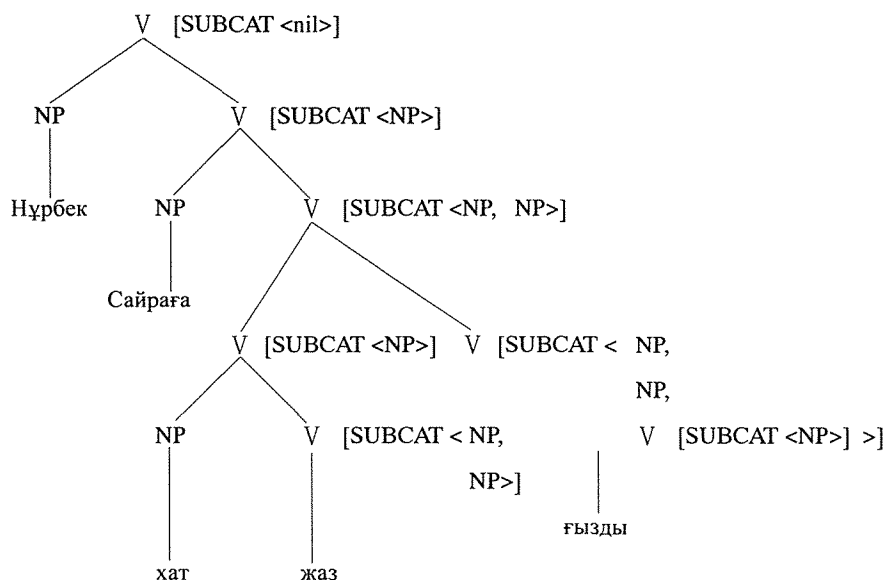 V [SUBCAT <nil>]
NP V [SUBCAT <NP>]
Нұрбек NP V [SUBCAT <NP, NP>]
Сайраға
V [SUBCAT <NP>] V [SUBCAT < NP,
NP,
NP V [SUBCAT < NP, V [SUBCAT <NP>] >]
NP>]
ғызды
хат жаз